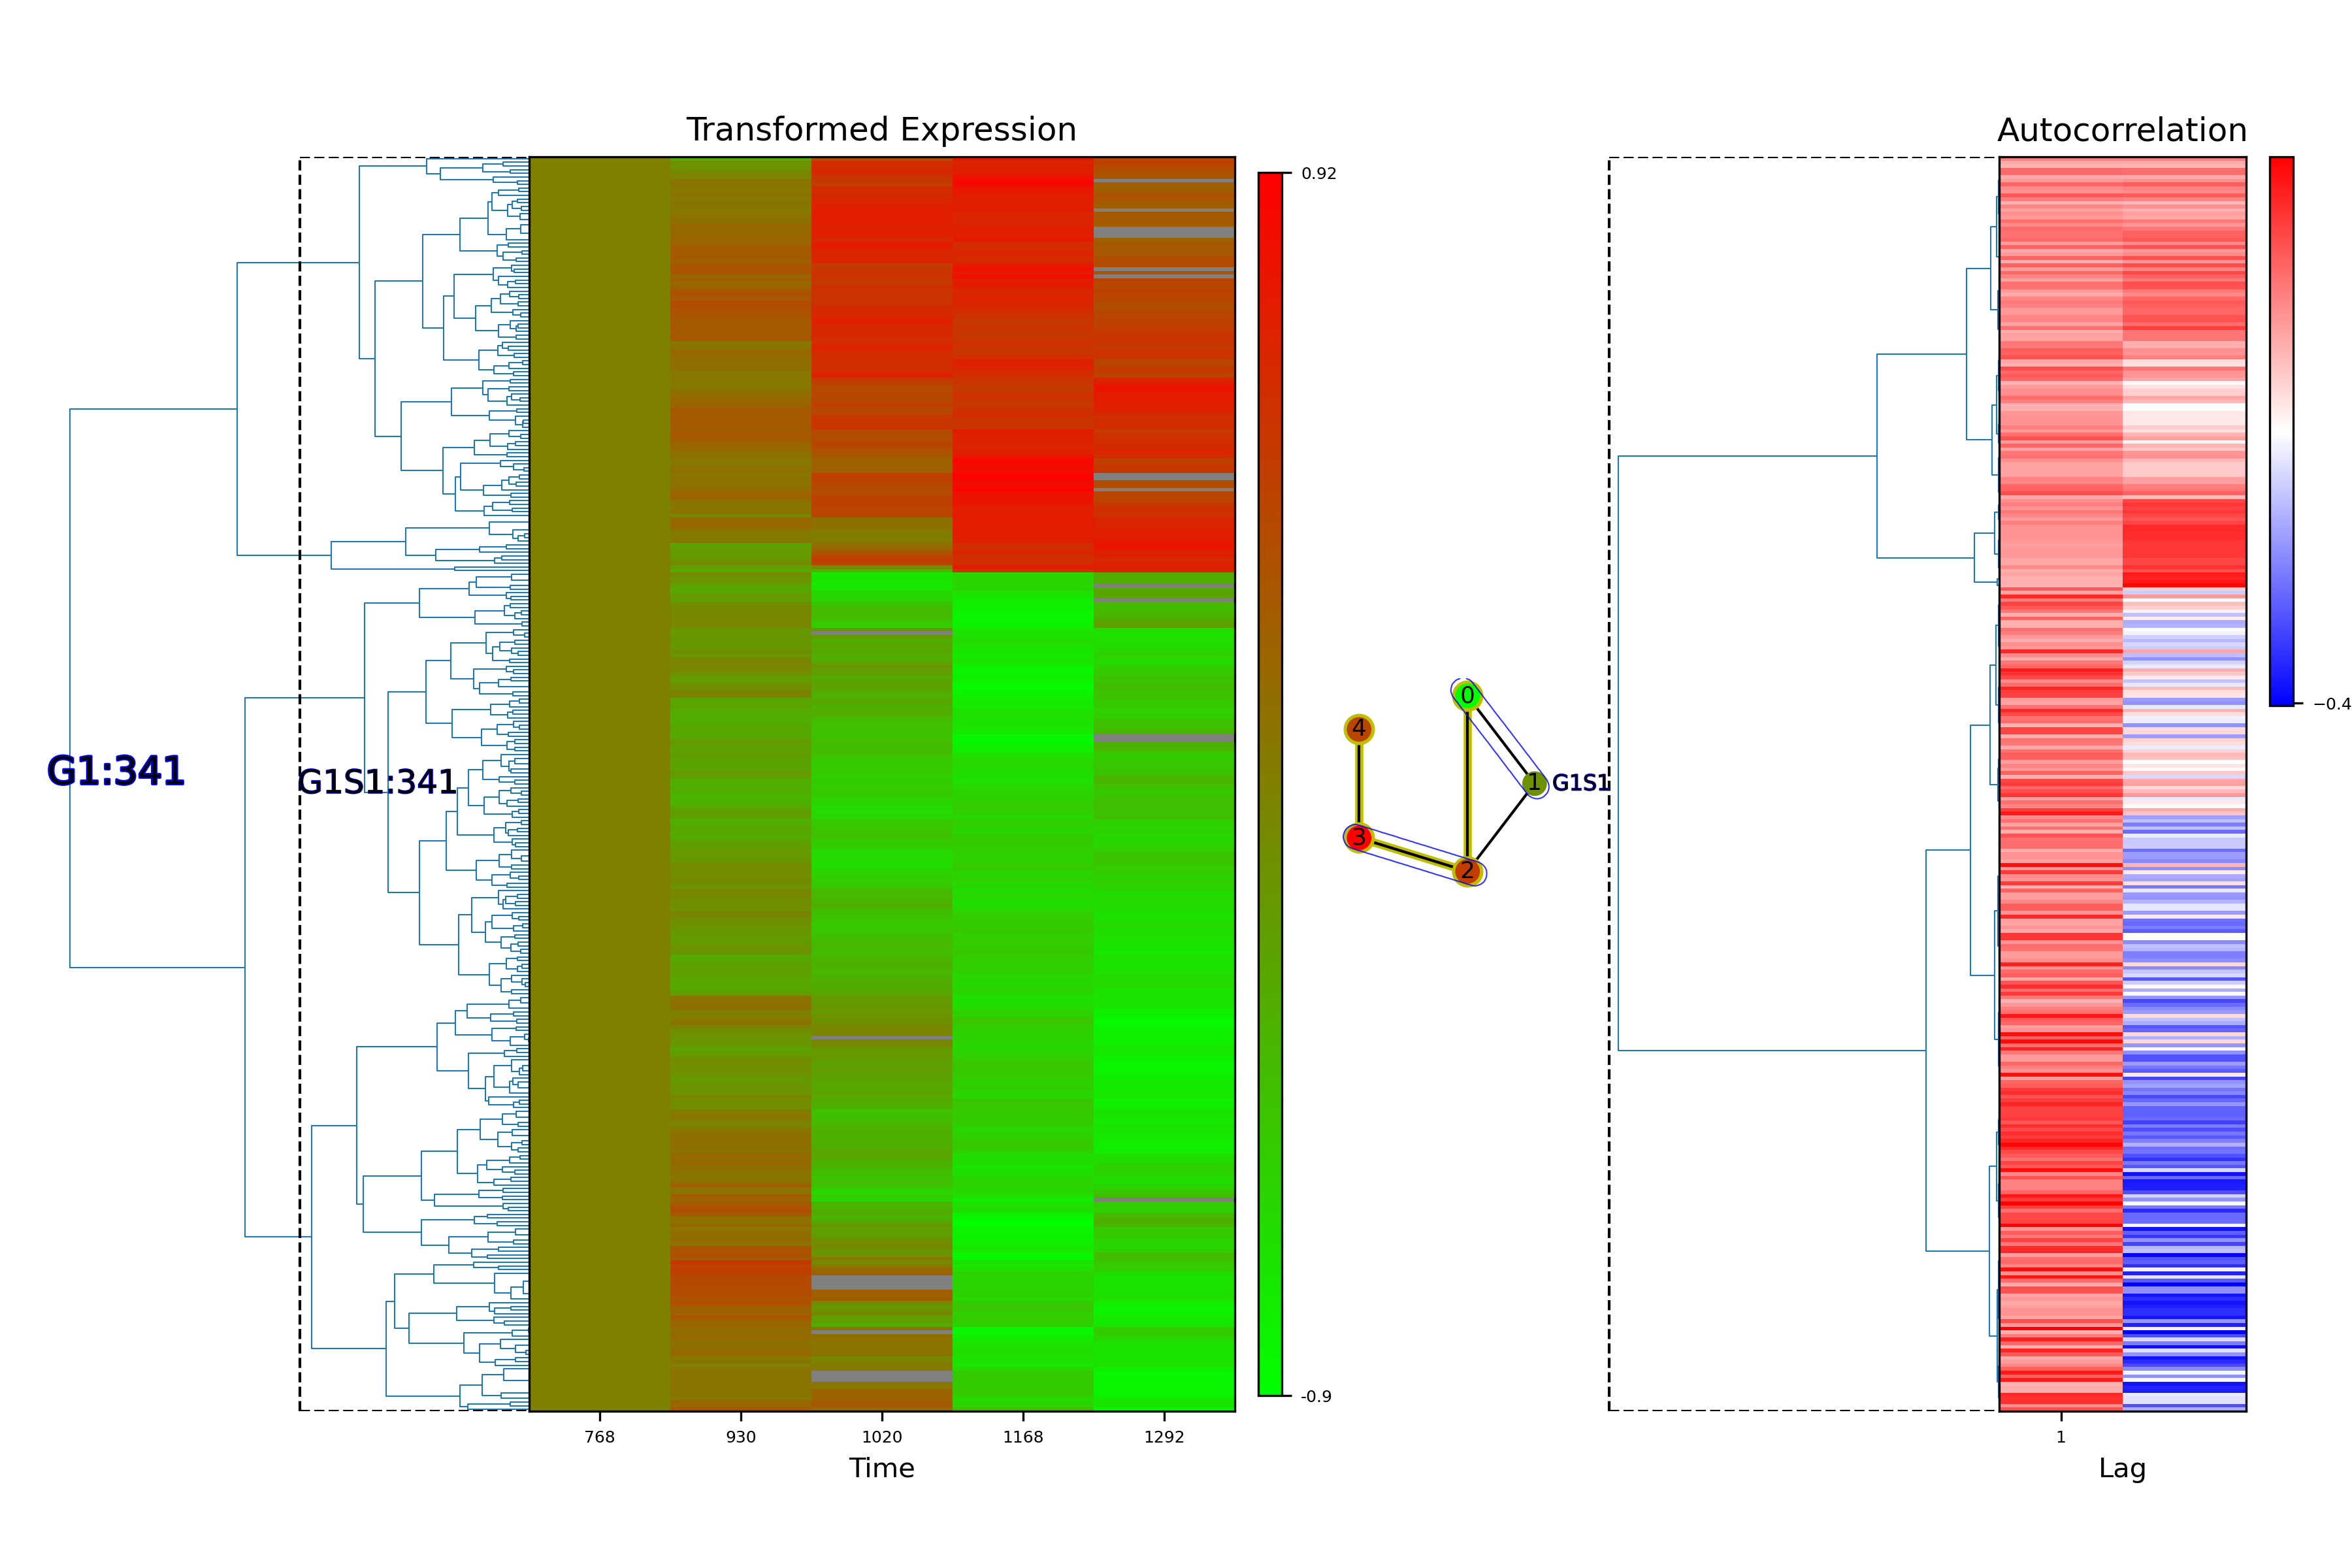 Transformed Expression
Autocorrelation
0.92
-0.9
−0.4
G1:341
G1S1:341
0
4
1
G1S1
3
2
768
930
1020
1168
1292
Time
1
Lag